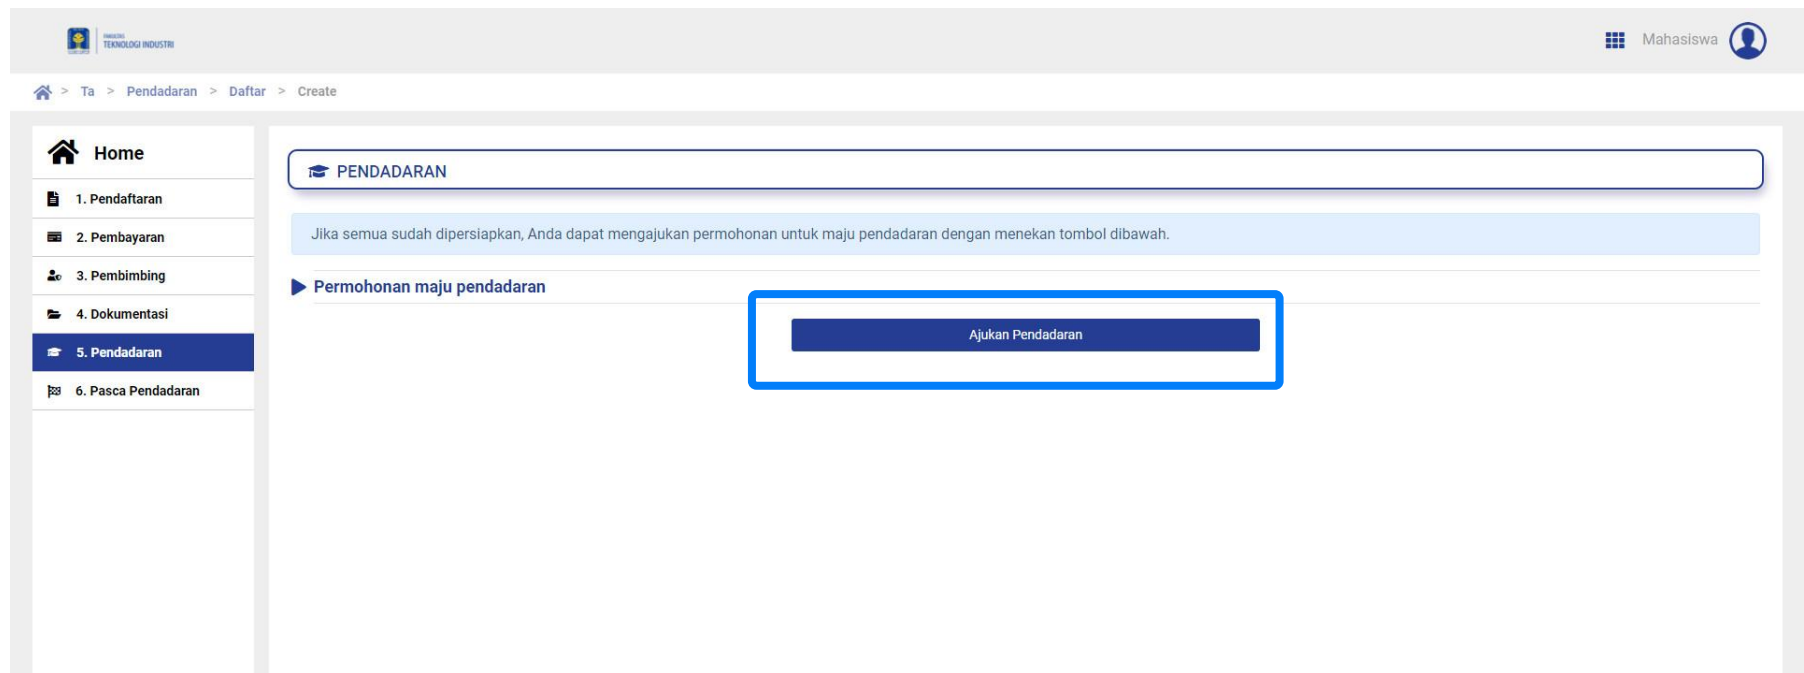 FAKULTAS
TEKNOLOGI INDUSTRI
Mahasiswa
> Ta > Pendadaran > Daftar > Create
Home
1. Pendaftaran
2. Pembayaran
3. Pembimbing
4. Dokumentasi
5. Pendadaran
6. Pasca Pendadaran
PENDADARAN
Jika semua sudah dipersiapkan, Anda dapat mengajukan permohonan untuk maju pendadaran dengan menekan tombol dibawah.
Permohonan maju pendadaran
Ajukan Pendadaran